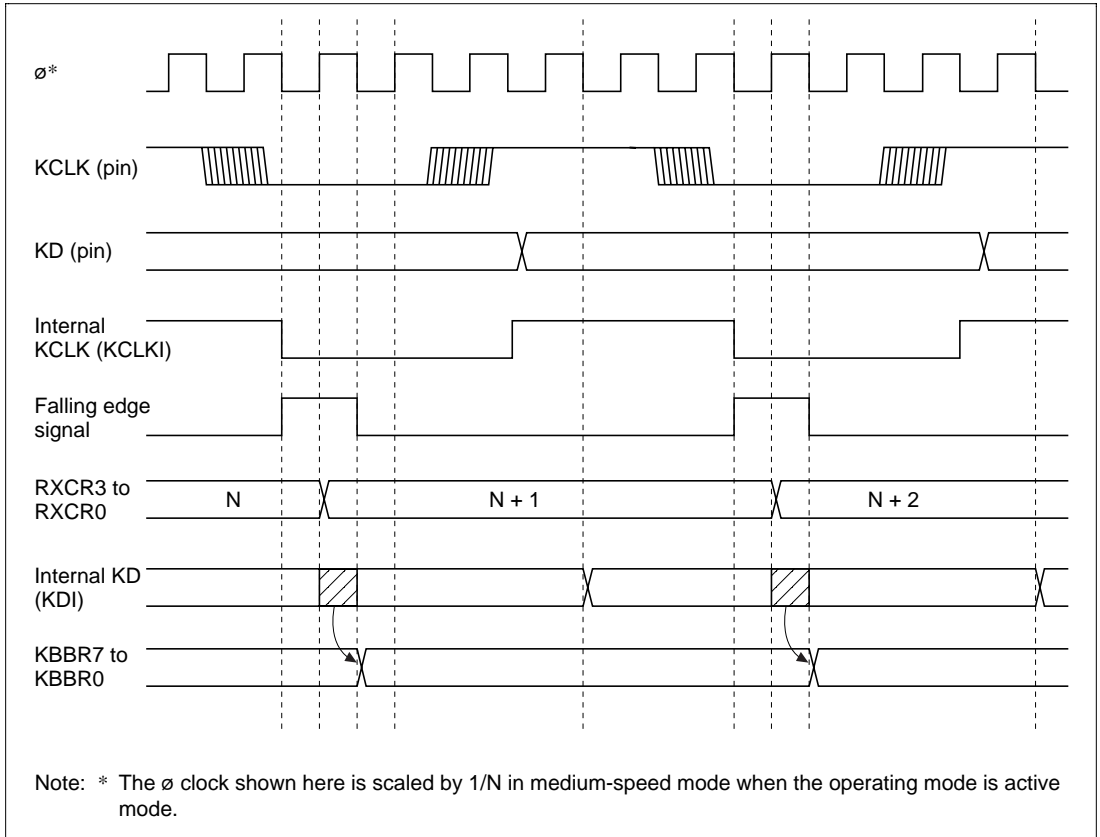 ø*
KCLK (pin)
KD (pin)
Internal
KCLK (KCLKI)
Falling edge
signal
RXCR3 to
RXCR0
N
N + 1
N + 2
Internal KD
(KDI)
KBBR7 to
KBBR0
Note: * The ø clock shown here is scaled by 1/N in medium-speed mode when the operating mode is active
mode.